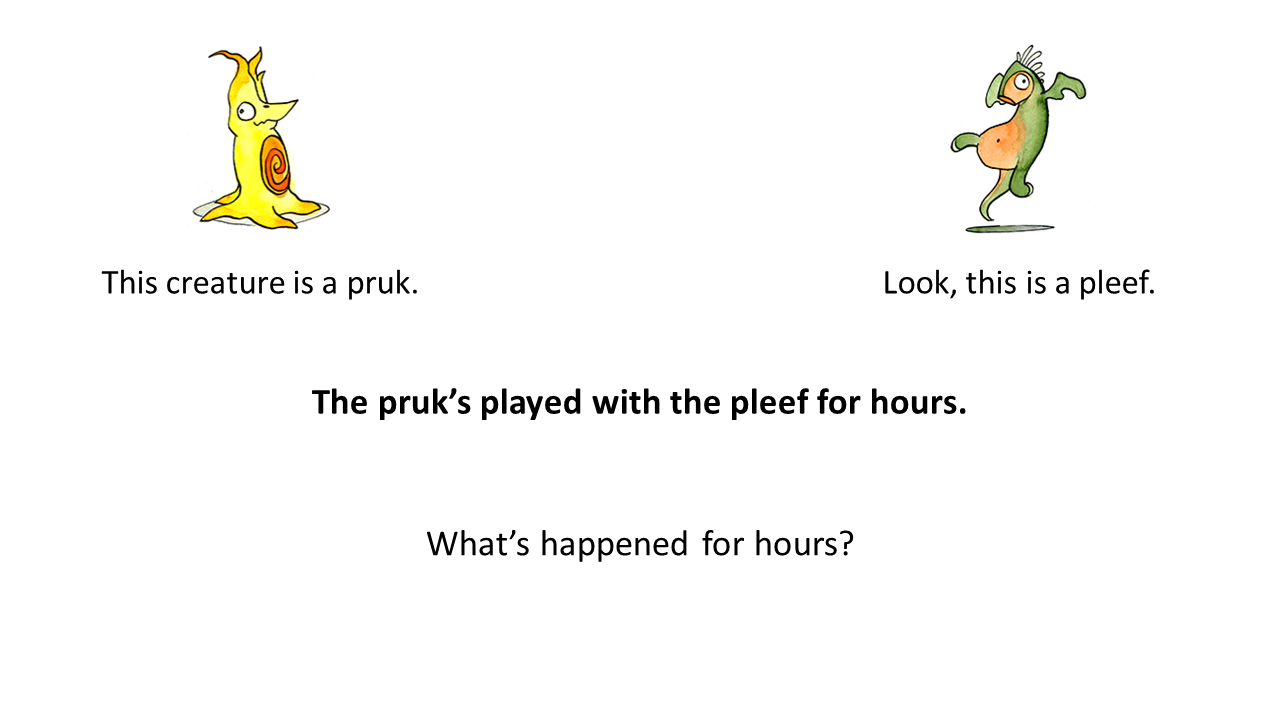 This creature is a pruk.
Look, this is a pleef.
The pruk’s played with the pleef for hours.
What’s happened for hours?